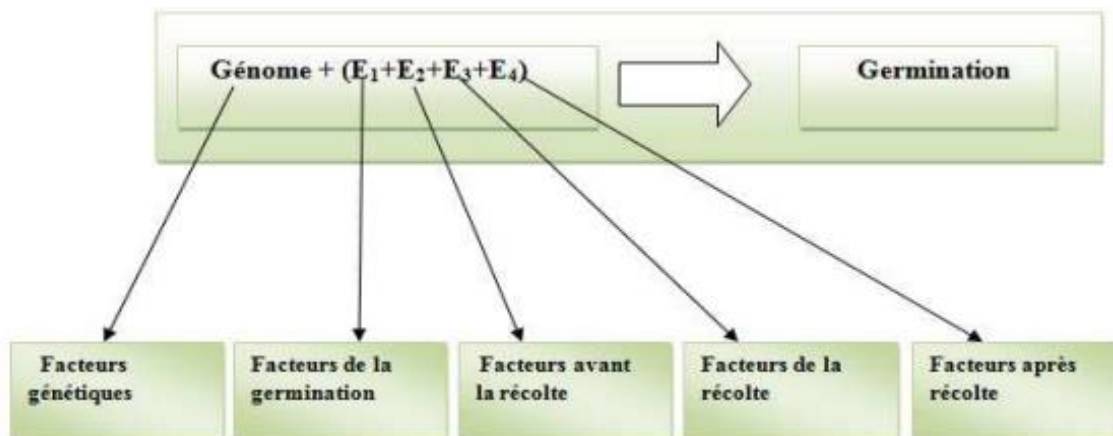 Génome + (E₁+E₂+E₃+E₄)
Germination
Facteurs
génétiques
Facteurs de la
germination
Facteurs avant
la récolte
Facteurs de la
récolte
Facteurs après
récolte